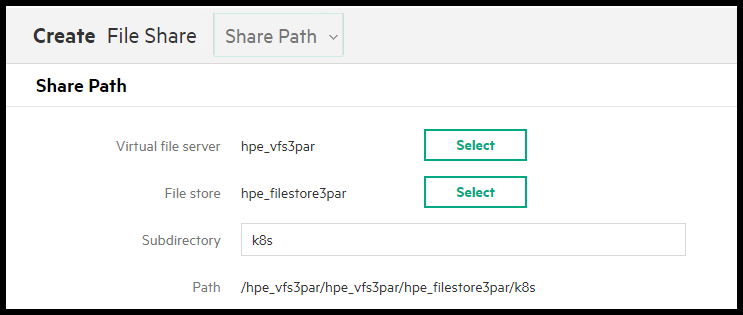 Create File Share Share Path
Share Path
Virtual file server hpe_vfs3par Select
File store hpe_filestore3par Select
Subdirectory k8s
Path /hpe_vfs3par/hpe_vfs3par/hpe_filestore3par/k8s